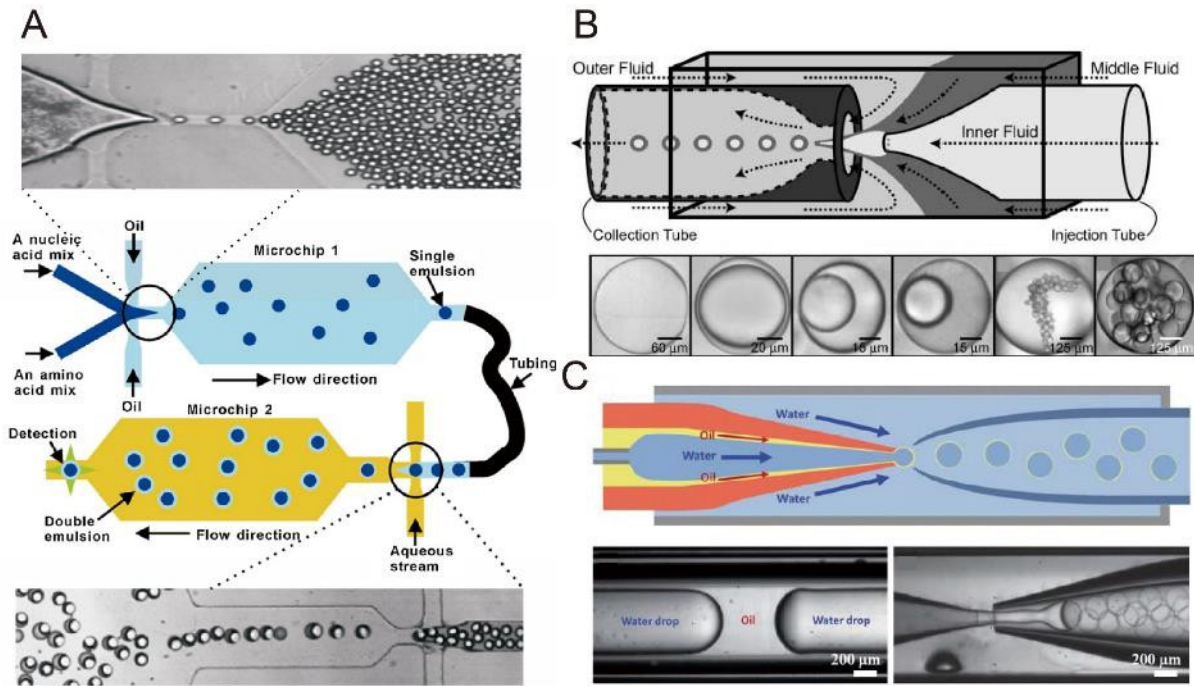 A
A nucleic
acid mix
Oil
Microchip 1
Single
emulsion
An amino
acid mix
Oil
Flow direction
Tubing
Microchip 2
Detection
Double
emulsion
Flow direction
Aqueous
stream
B
Outer Fluid
Middle Fluid
Inner Fluid
Collection Tube
Injection Tube
60 μm
20 μm
15 μm
15 μm
125 μm
125 μm
C
Water
Oil
Water
Oil
Water
Water drop
Oil
Water drop
200 μm
200 μm